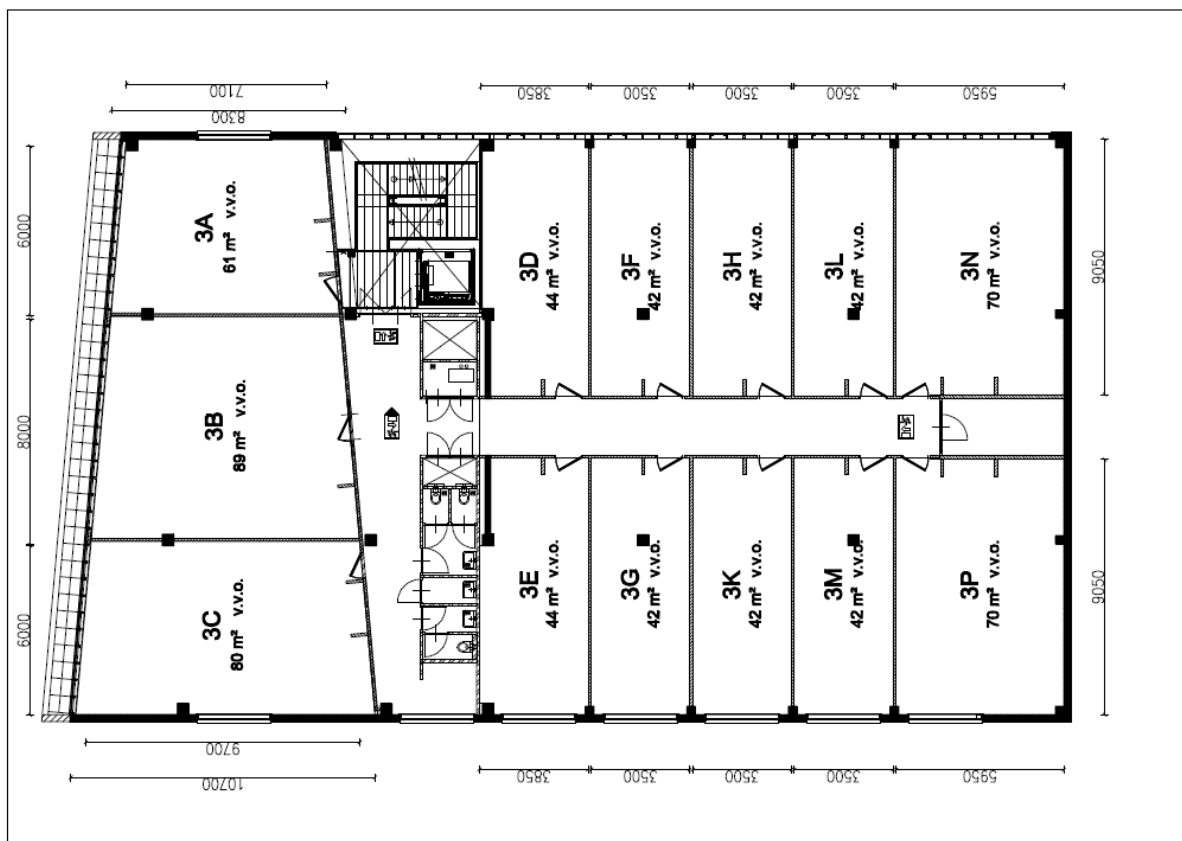 7100
8300
3850
3500
3500
3500
5950
6000
8000
6000
9050
9050
3A
61 m² v.v.o.
3B
89 m² v.v.o.
3C
80 m² v.v.o.
3D
44 m² v.v.o.
3F
42 m² v.v.o.
3H
42 m² v.v.o.
3L
42 m² v.v.o.
3N
70 m² v.v.o.
3E
44 m² v.v.o.
3G
42 m² v.v.o.
3K
42 m² v.v.o.
3M
42 m² v.v.o.
3P
70 m² v.v.o.
9700
10700
3850
3500
3500
3500
5950